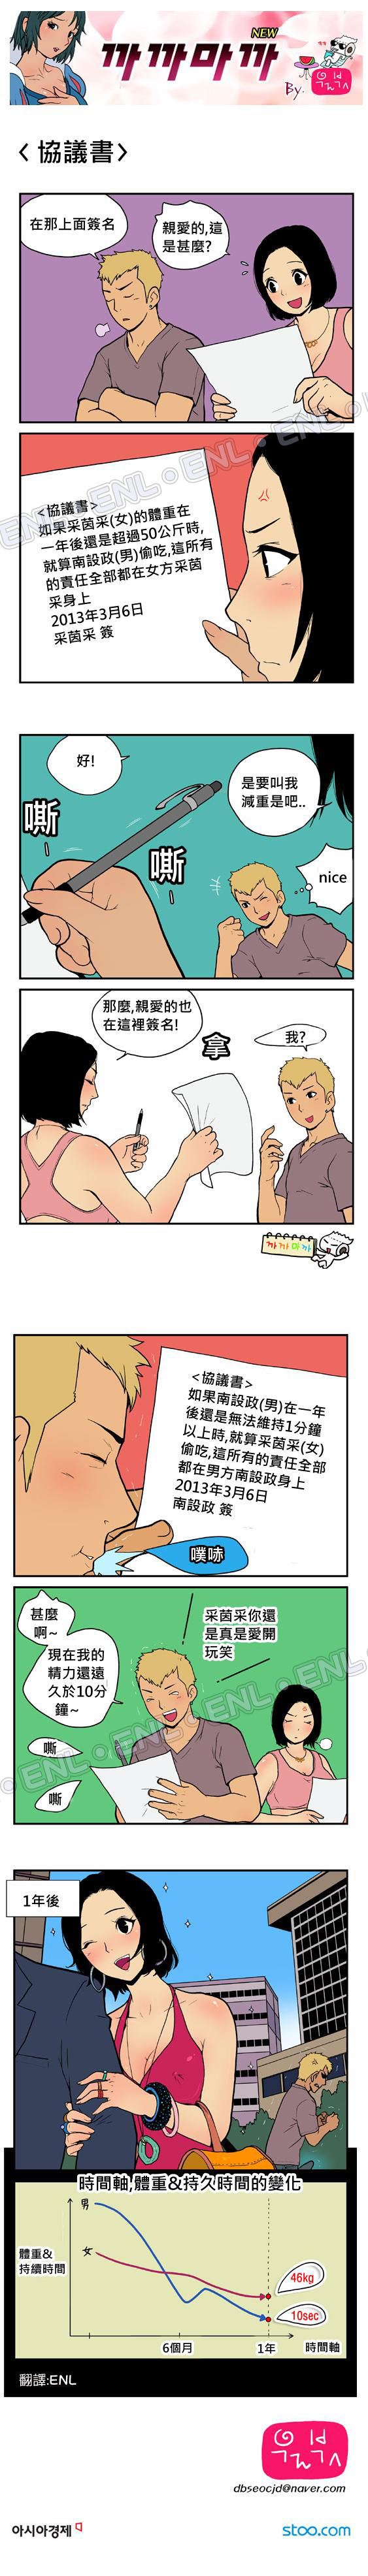 NEW
까까마까
By.
<協議書>
在那上面簽名
親愛的,這
是甚麼?
<協議書>
如果采茵采(女)的體重在
一年後還是超過50公斤時,
就算南設政(男)偷吃,這所有
的責任全部都在女方采茵
采身上
2013年3月6日
采茵采 簽
好!
是要叫我
減重是吧..
嘶
嘶
nice
那麼,親愛的也
在這裡簽名!
拿
我?
까까마까
<協議書>
如果南設政(男)在一年
後還是無法維持1分鐘
以上時,就算采茵采(女)
偷吃,這所有的責任全部
都在男方南設政身上
2013年3月6日
南設政 簽
噗哧
甚麼
啊~
采茵采你還
是真是愛開
玩笑
現在我的
精力還遠
久於10分
鐘~
嘶
嘶
1年後
時間軸,體重&持久時間的變化
男
女
體重&
持續時間
46kg
10sec
6個月
1年
時間軸
翻譯:ENL
dbseocjd@naver.com
아시아경제
stoo.com
ENL ENL ENL ENL
ENL ENL ENL ENL